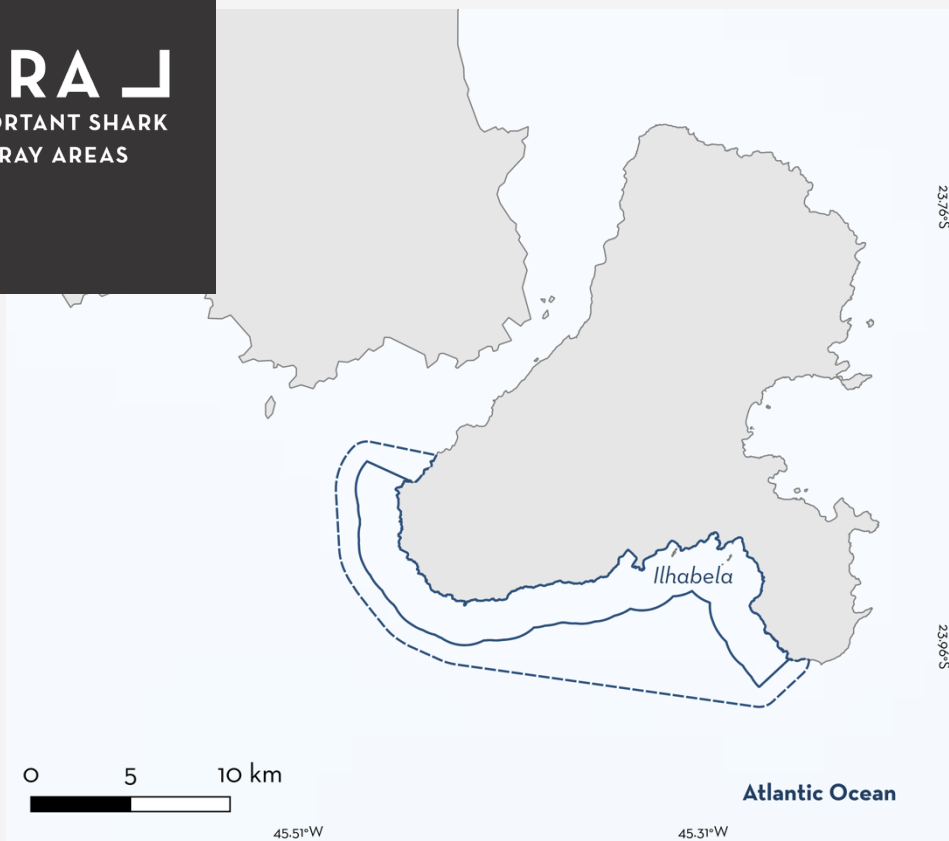 RA
ORTANT SHARK
RAY AREAS
23.76°S
Ilhabela
23.96°S
0 5 10 km
Atlantic Ocean
45.51°W 45.31°W